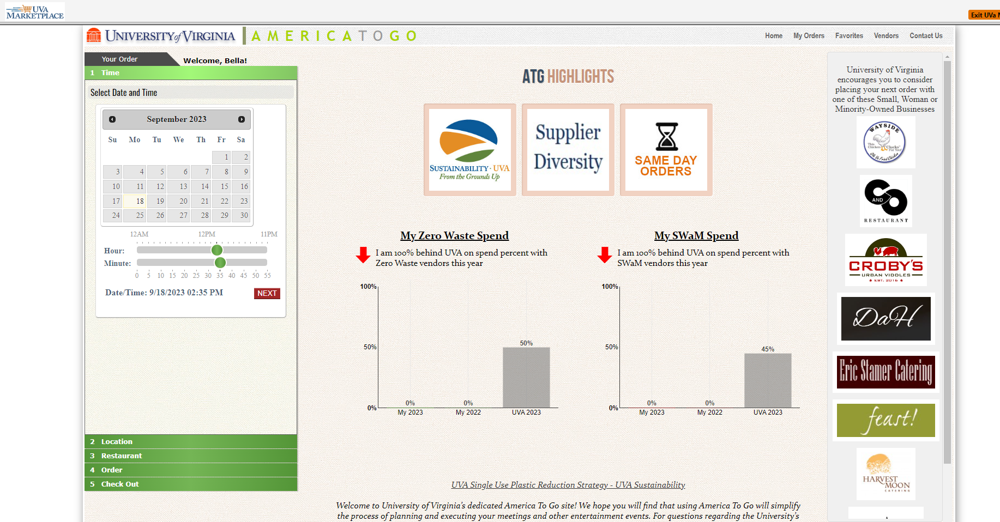 UVA
MARKETPLACE
Exit UVa
UNIVERSITY of VIRGINIA
AMERICATOGO
Home
My Orders
Favorites
Vendors
Contact Us
Your Order
Welcome, Bella!
1 Time
Select Date and Time
September 2023
Su Mo Tu We Th Fr Sa
1 2
3 4 5 6 7 8 9
10 11 12 13 14 15 16
17 18 19 20 21 22 23
24 25 26 27 28 29 30
12AM 12PM 11PM
Hour:
Minute:
0 5 10 15 20 25 30 35 40 45 50 55
Date/Time: 9/18/2023 02:35 PM
NEXT
2 Location
3 Restaurant
4 Order
5 Check Out
ATG HIGHLIGHTS
SUSTAINABILITY · UVA
From the Grounds Up
Supplier
Diversity
SAME DAY
ORDERS
My Zero Waste Spend
I am 100% behind UVA on spend percent with
Zero Waste vendors this year
100%
50%
0%
50%
0%
0%
My 2023
My 2022
UVA 2023
My SWaM Spend
I am 100% behind UVA on spend percent with
SWaM vendors this year
100%
50%
0%
45%
0%
0%
My 2023
My 2022
UVA 2023
UVA Single Use Plastic Reduction Strategy - UVA Sustainability
Welcome to University of Virginia's dedicated America To Go site! We hope you will find that using America To Go will simplify
the process of planning and executing your meetings and other entertainment events. For questions regarding the University's
University of Virginia
encourages you to consider
placing your next order with
one of these Small, Woman or
Minority-Owned Businesses
WAYSIDE
This Chicken Clucks For You!
Ole Va Fried Chicken
C AND O
RESTAURANT
CROBY'S
URBAN VIDDLES
EST. 2015
DaH
Eric Stamer Catering
feast!
HARVEST
MOON
CATERING